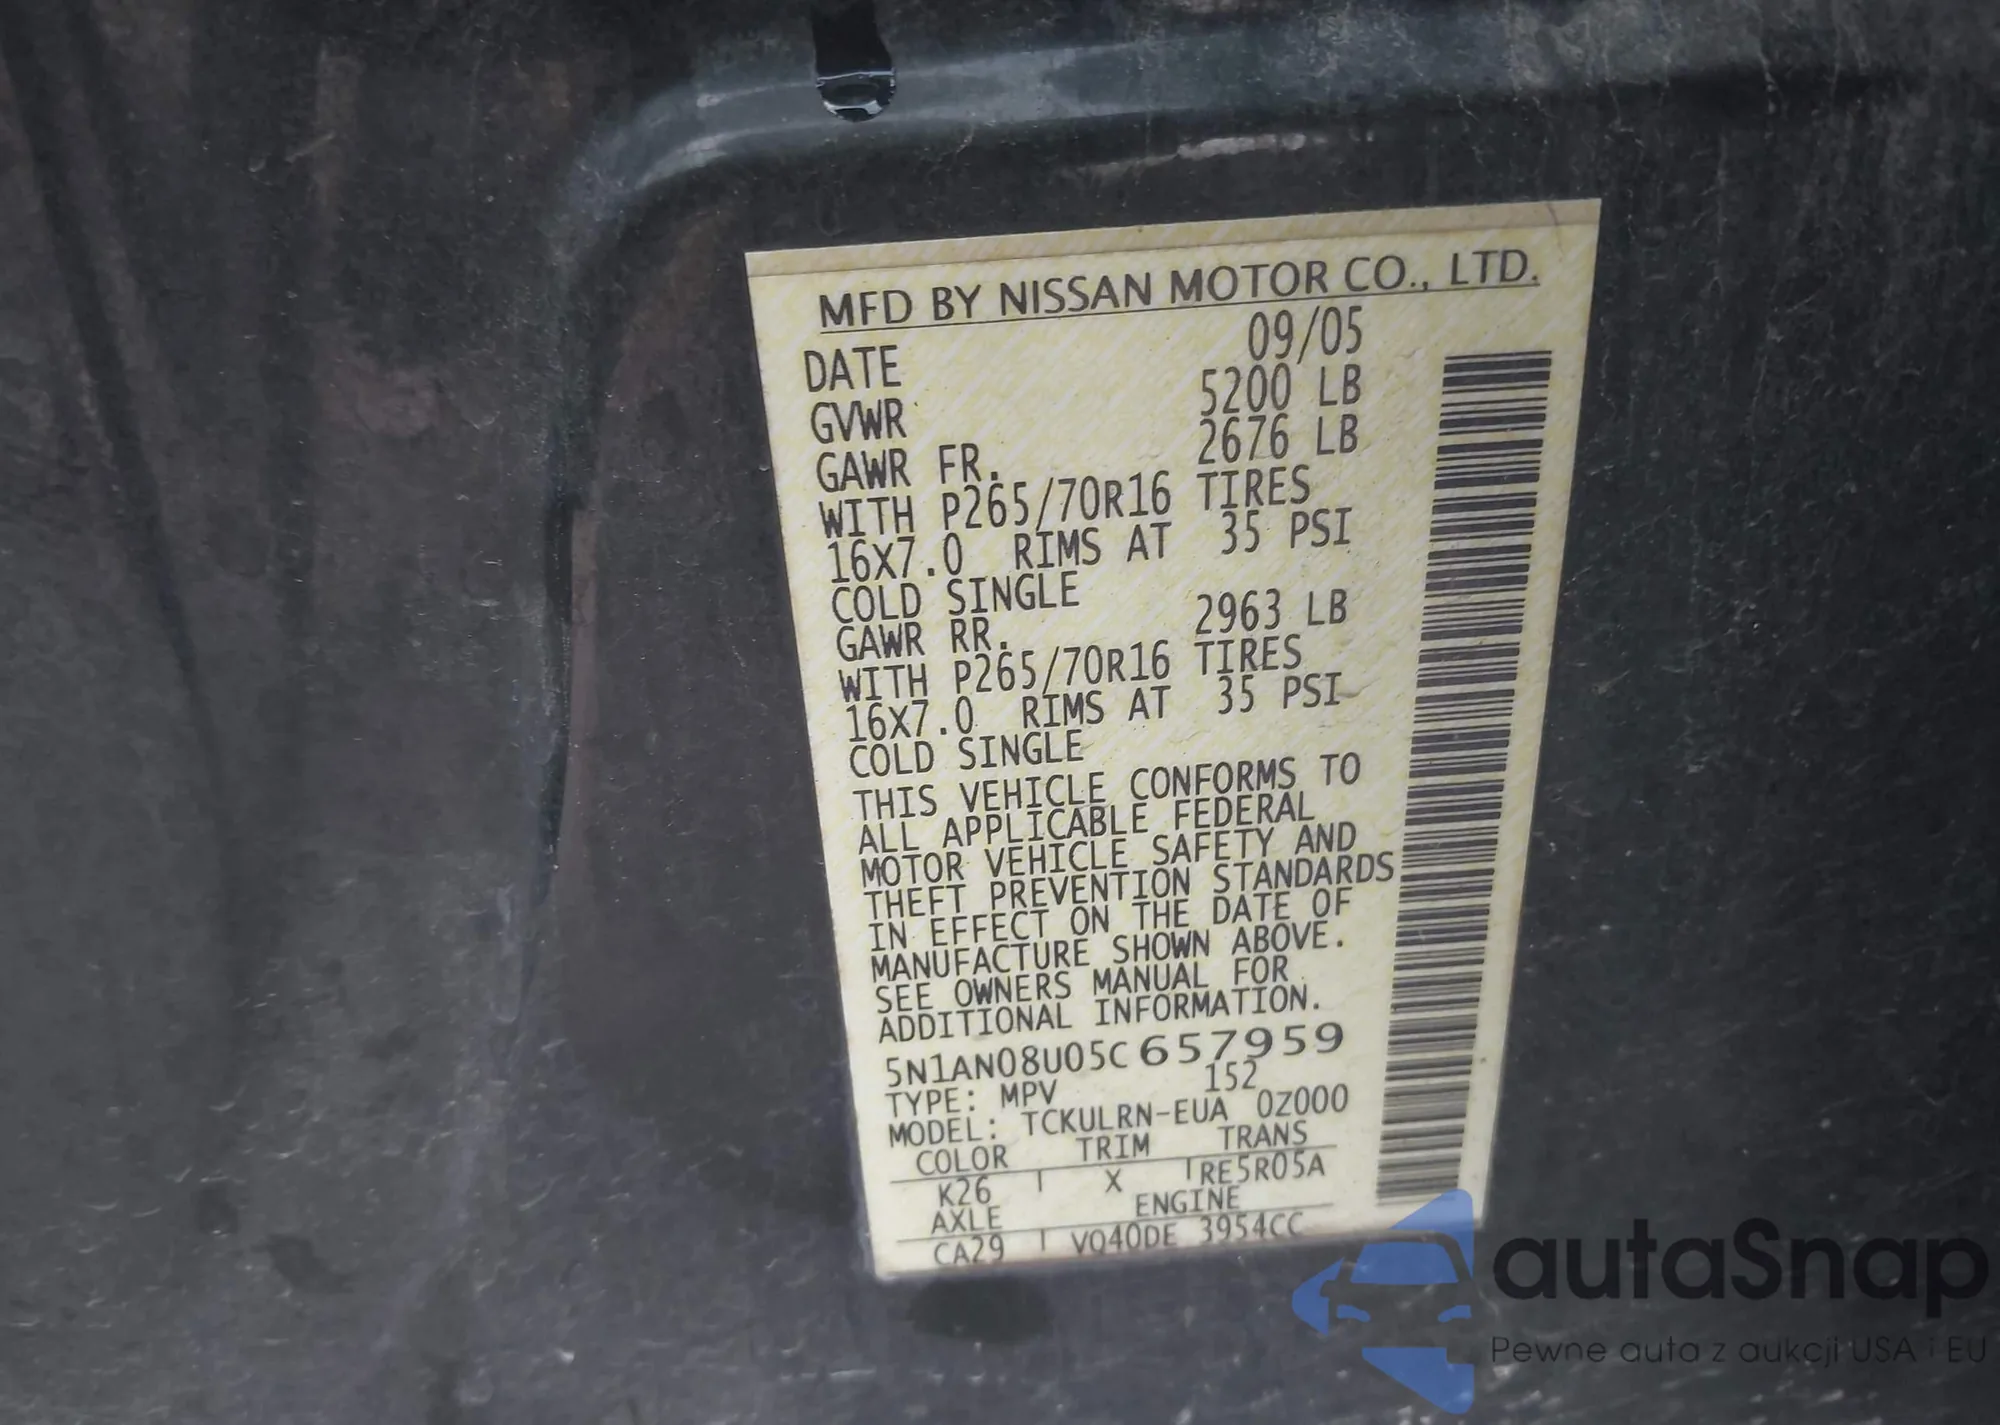 MFD BY NISSAN MOTOR CO., LTD.
DATE 09/05
GVWR 5200 LB
GAWR FR. 2676 LB
WITH P265/70R16 TIRES
16X7.0 RIMS AT 35 PSI
COLD SINGLE
GAWR RR. 2963 LB
WITH P265/70R16 TIRES
16X7.0 RIMS AT 35 PSI
COLD SINGLE
THIS VEHICLE CONFORMS TO
ALL APPLICABLE FEDERAL
MOTOR VEHICLE SAFETY AND
THEFT PREVENTION STANDARDS
IN EFFECT ON THE DATE OF
MANUFACTURE SHOWN ABOVE.
SEE OWNERS MANUAL FOR
ADDITIONAL INFORMATION.
5N1AN08U05C657959
TYPE: MPV 152
MODEL: TCKULRN-EUA 0Z000
COLOR TRIM TRANS
K26 X RE5R05A
AXLE ENGINE
CA29 VQ40DE 3954CC
autaSnap
Pewne auta z aukcji USA i EU